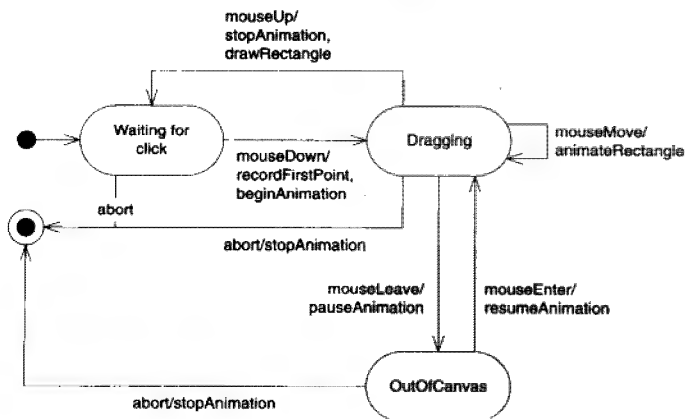 mouseUp/
stopAnimation,
drawRectangle
Waiting for
click
Dragging
mouseMove/
animateRectangle
mouseDown/
recordFirstPoint,
beginAnimation
abort
abort/stopAnimation
mouseLeave/
pauseAnimation
mouseEnter/
resumeAnimation
OutOfCanvas
abort/stopAnimation